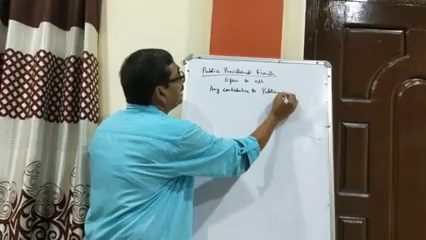 Public Provident Fund
Open to all
Any contribution to Public